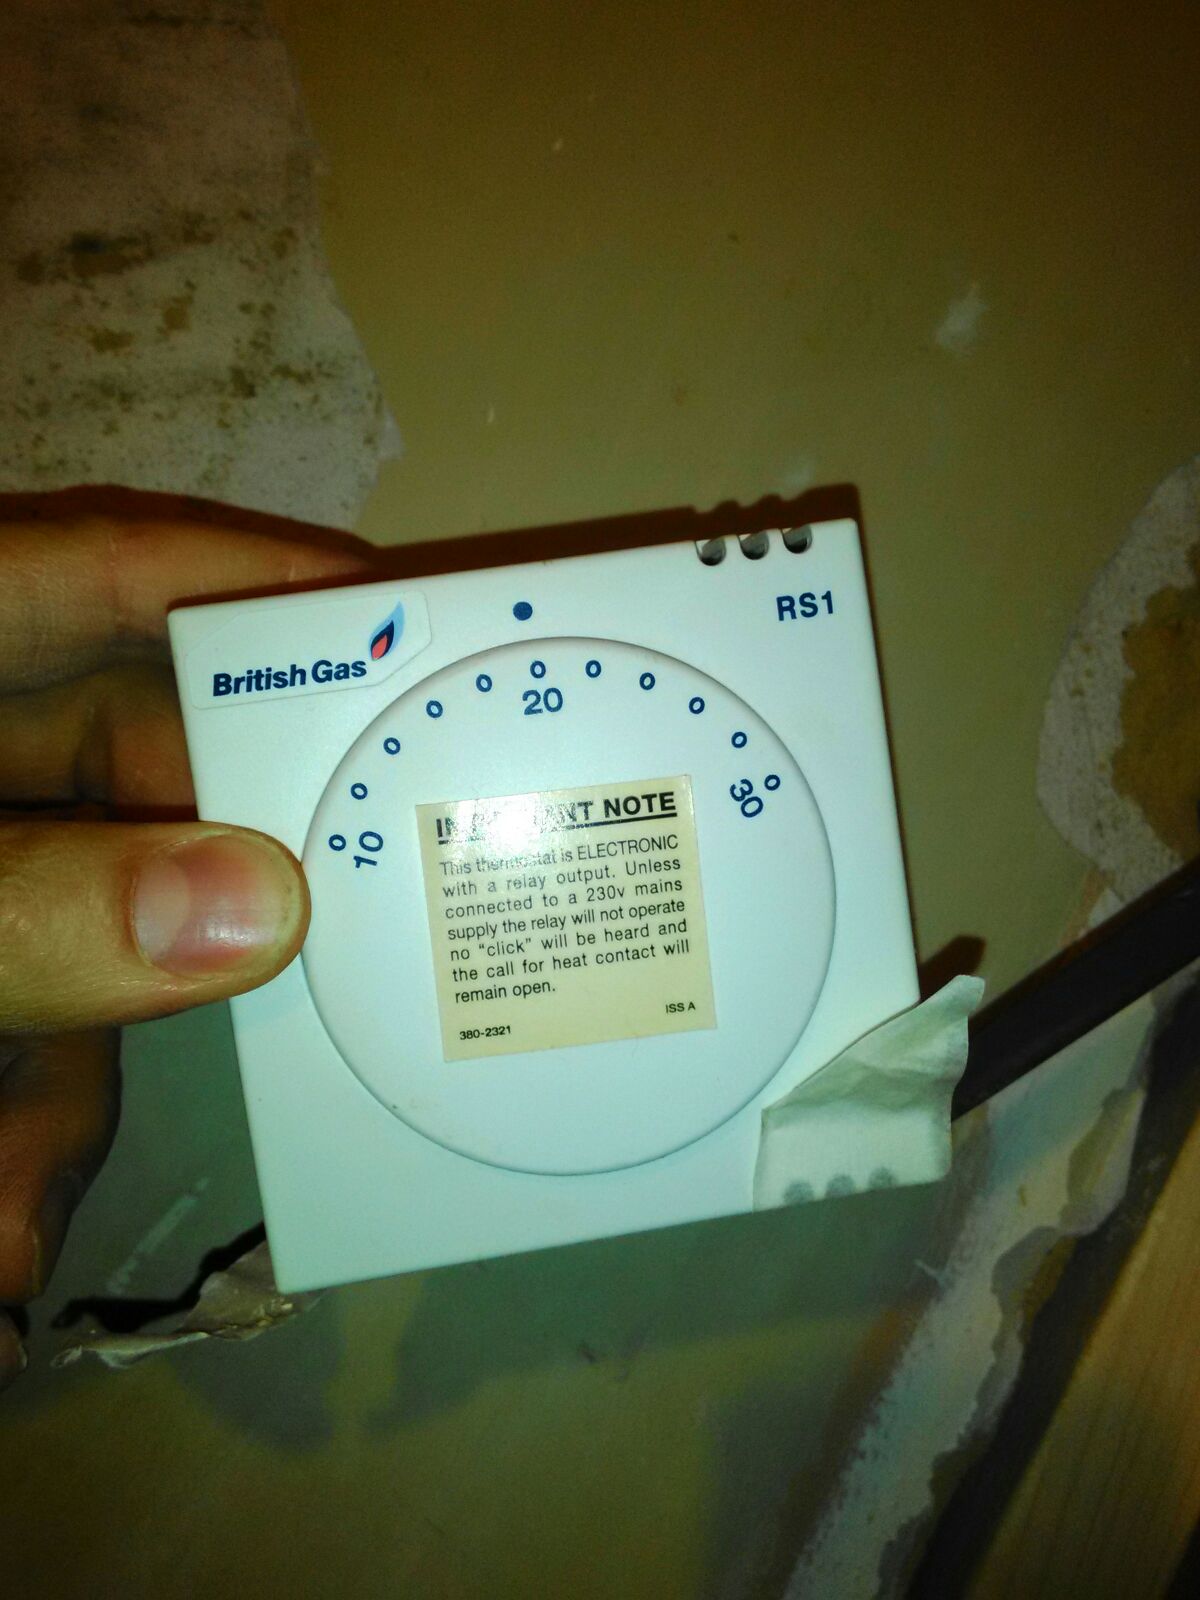 British Gas
RS1
20
10
30
NOTE
This thermostat is ELECTRONIC
with a relay output. Unless
connected to a 230v mains
supply the relay will not operate
no "click" will be heard and
the call for heat contact will
remain open.
380-2321
ISS A